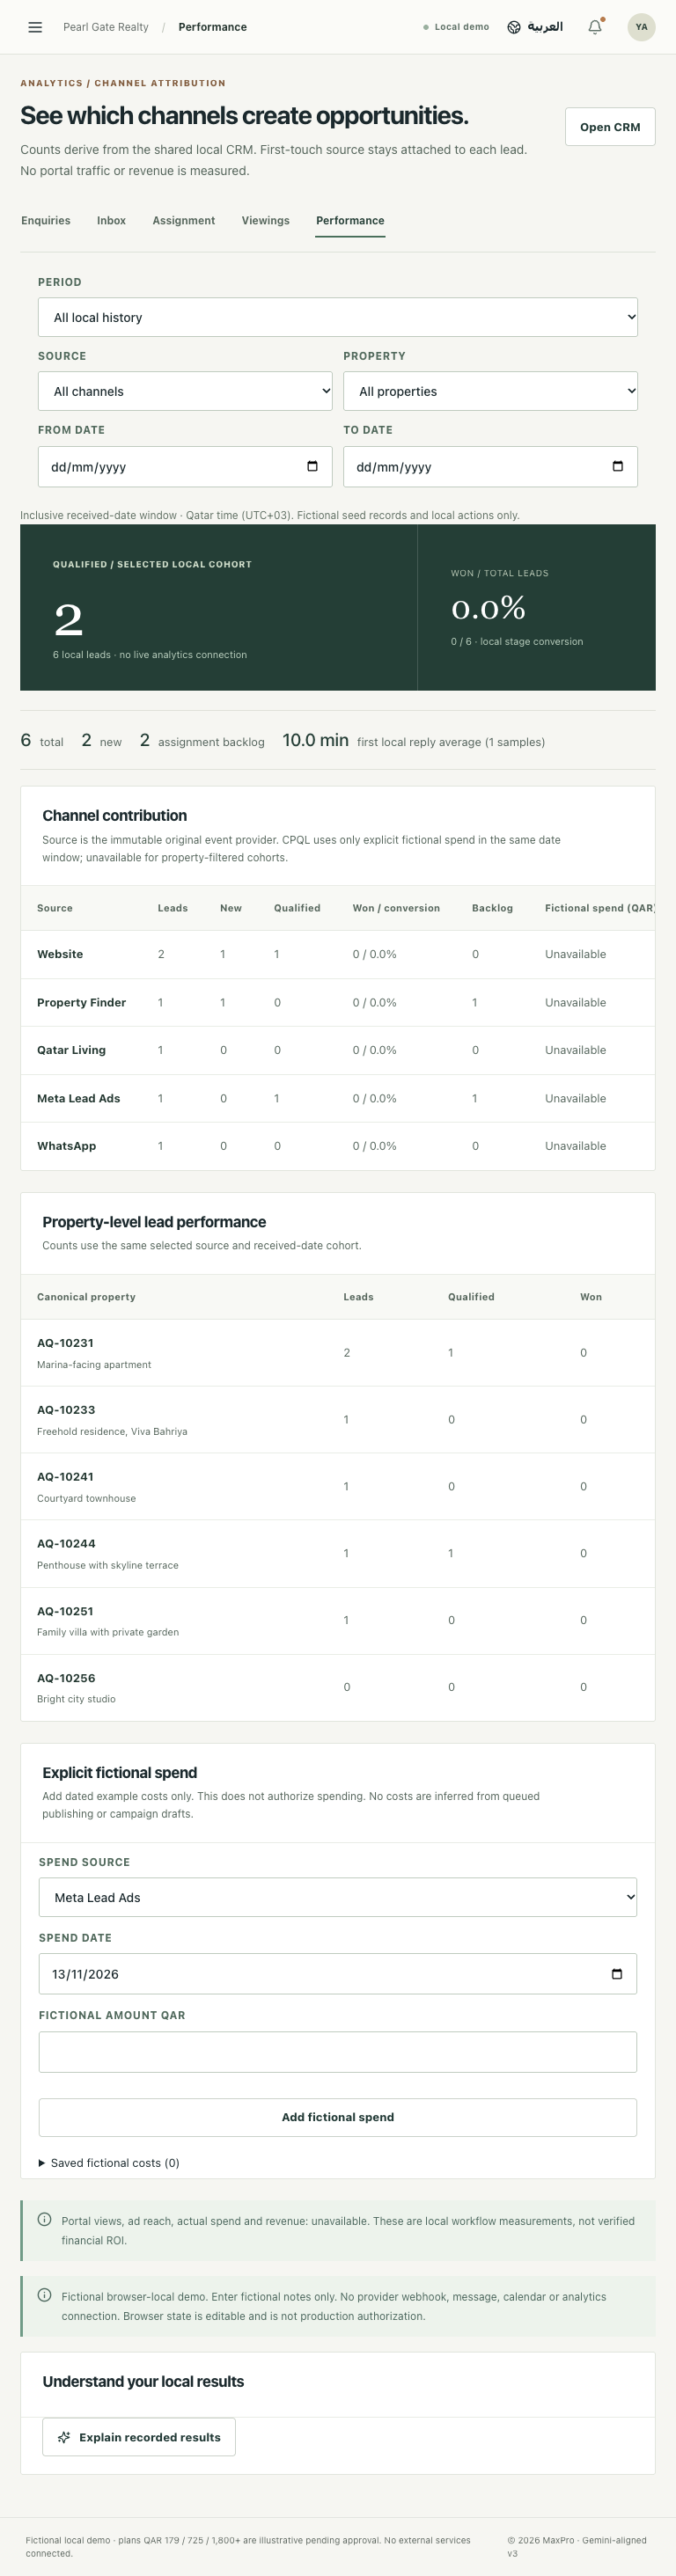 Pearl Gate Realty / Performance
Local demo
العربية
YA
ANALYTICS / CHANNEL ATTRIBUTION
See which channels create opportunities.
Open CRM
Counts derive from the shared local CRM. First-touch source stays attached to each lead.
No portal traffic or revenue is measured.
Enquiries Inbox Assignment Viewings Performance
PERIOD
All local history
SOURCE PROPERTY
All channels All properties
FROM DATE TO DATE
dd/mm/yyyy dd/mm/yyyy
Inclusive received-date window · Qatar time (UTC+03). Fictional seed records and local actions only.
QUALIFIED / SELECTED LOCAL COHORT
2
6 local leads · no live analytics connection
WON / TOTAL LEADS
0.0%
0 / 6 · local stage conversion
6 total 2 new 2 assignment backlog 10.0 min first local reply average (1 samples)
Channel contribution
Source is the immutable original event provider. CPQL uses only explicit fictional spend in the same date
window; unavailable for property-filtered cohorts.
Source Leads New Qualified Won / conversion Backlog Fictional spend (QAR)
Website 2 1 1 0 / 0.0% 0 Unavailable
Property Finder 1 1 0 0 / 0.0% 1 Unavailable
Qatar Living 1 0 0 0 / 0.0% 0 Unavailable
Meta Lead Ads 1 0 1 0 / 0.0% 1 Unavailable
WhatsApp 1 0 0 0 / 0.0% 0 Unavailable
Property-level lead performance
Counts use the same selected source and received-date cohort.
Canonical property Leads Qualified Won
AQ-10231
Marina-facing apartment
2 1 0
AQ-10233
Freehold residence, Viva Bahriya
1 0 0
AQ-10241
Courtyard townhouse
1 0 0
AQ-10244
Penthouse with skyline terrace
1 1 0
AQ-10251
Family villa with private garden
1 0 0
AQ-10256
Bright city studio
0 0 0
Explicit fictional spend
Add dated example costs only. This does not authorize spending. No costs are inferred from queued
publishing or campaign drafts.
SPEND SOURCE
Meta Lead Ads
SPEND DATE
13/11/2026
FICTIONAL AMOUNT QAR
Add fictional spend
Saved fictional costs (0)
Portal views, ad reach, actual spend and revenue: unavailable. These are local workflow measurements, not verified
financial ROI.
Fictional browser-local demo. Enter fictional notes only. No provider webhook, message, calendar or analytics
connection. Browser state is editable and is not production authorization.
Understand your local results
Explain recorded results
Fictional local demo · plans QAR 179 / 725 / 1,800+ are illustrative pending approval. No external services
connected.
© 2026 MaxPro · Gemini-aligned
v3